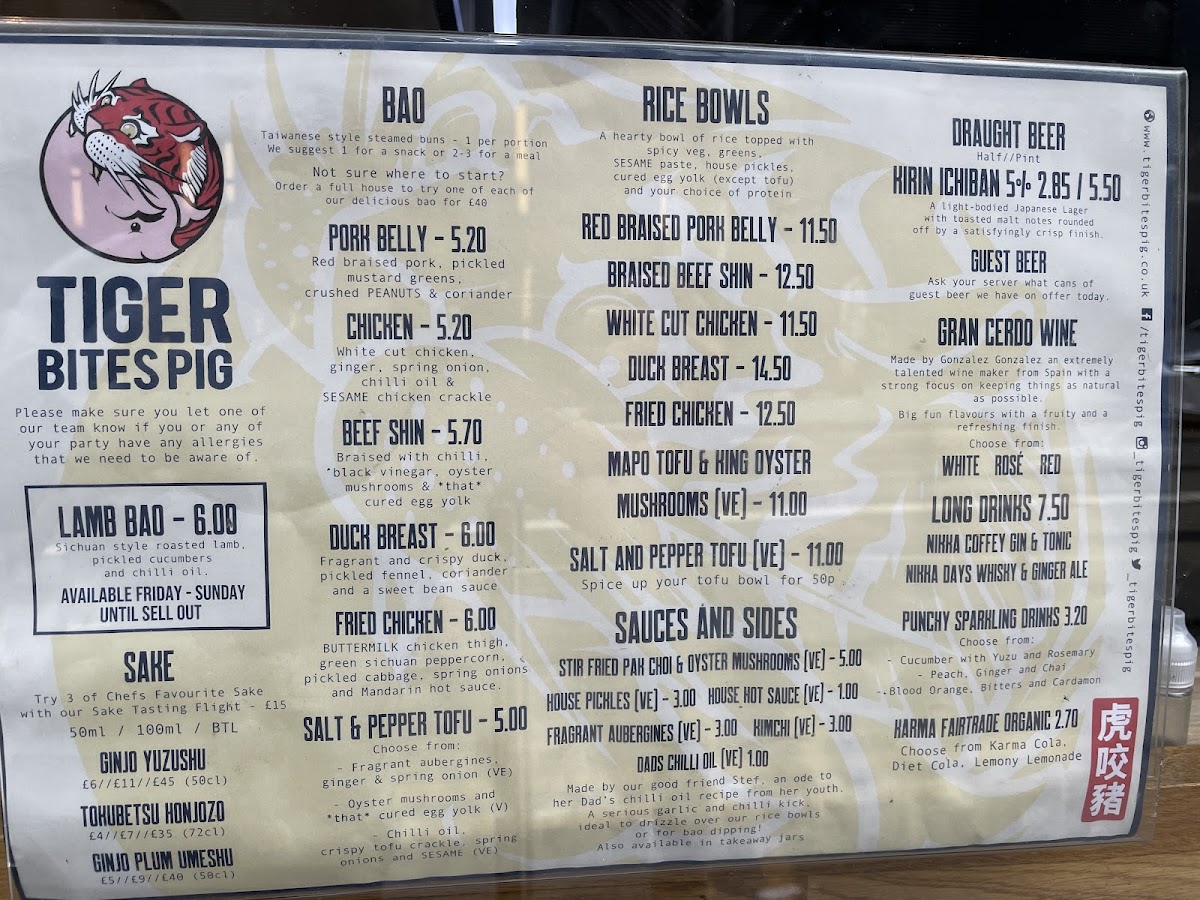 TIGER
BITES PIG
Please make sure you let one of
our team know if you or any of
your party have any allergies
that we need to be aware of.
LAMB BAO - 6.00
Sichuan style roasted lamb,
pickled cucumbers
and chilli oil.
AVAILABLE FRIDAY - SUNDAY
UNTIL SELL OUT
SAKE
Try 3 of Chefs Favourite Sake
with our Sake Tasting Flight - £15
50ml / 100ml / BTL
GINJO YUZUSHU
£6//£11//£45 (50cl)
TOKUBETSU HONJOZO
£4//£7//£35 (72cl)
GINJO PLUM UMESHU
£5//£9//£40 (50cl)
BAO
Taiwanese style steamed buns - 1 per portion
We suggest 1 for a snack or 2-3 for a meal
Not sure where to start?
Order a full house to try one of each of
our delicious bao for £40
PORK BELLY - 5.20
Red braised pork, pickled
mustard greens,
crushed PEANUTS & coriander
CHICKEN - 5.20
White cut chicken,
ginger, spring onion,
chilli oil &
SESAME chicken crackle
BEEF SHIN - 5.70
Braised with chilli,
*black vinegar, oyster
mushrooms & *that*
cured egg yolk
DUCK BREAST - 6.00
Fragrant and crispy duck,
pickled fennel, coriander
and a sweet bean sauce
FRIED CHICKEN - 6.00
BUTTERMILK chicken thigh,
green sichuan peppercorn,
pickled cabbage, spring onions
and Mandarin hot sauce.
SALT & PEPPER TOFU - 5.00
Choose from:
- Fragrant aubergines,
ginger & spring onion (VE)
- Oyster mushrooms and
*that* cured egg yolk (V)
- Chilli oil,
crispy tofu crackle, spring
onions and SESAME (VE)
RICE BOWLS
A hearty bowl of rice topped with
spicy veg, greens,
SESAME paste, house pickles,
cured egg yolk (except tofu)
and your choice of protein
RED BRAISED PORK BELLY - 11.50
BRAISED BEEF SHIN - 12.50
WHITE CUT CHICKEN - 11.50
DUCK BREAST - 14.50
FRIED CHICKEN - 12.50
MAPO TOFU & KING OYSTER
MUSHROOMS (VE) - 11.00
SALT AND PEPPER TOFU (VE) - 11.00
Spice up your tofu bowl for 50p
SAUCES AND SIDES
STIR FRIED PAK CHOI & OYSTER MUSHROOMS (VE) - 5.00
HOUSE PICKLES (VE) - 3.00 HOUSE HOT SAUCE (VE) - 1.00
FRAGRANT AUBERGINES (VE) - 3.00 KIMCHI (VE) - 3.00
DADS CHILLI OIL (VE) 1.00
Made by our good friend Stef, an ode to
her Dad's chilli oil recipe from her youth.
A serious garlic and chilli kick,
ideal to drizzle over our rice bowls
or for bao dipping!
Also available in takeaway jars
DRAUGHT BEER
Half//Pint
KIRIN ICHIBAN 5% 2.85 / 5.50
A light-bodied Japanese Lager
with toasted malt notes rounded
off by a satisfyingly crisp finish.
GUEST BEER
Ask your server what cans of
guest beer we have on offer today.
GRAN CERDO WINE
Made by Gonzalez Gonzalez an extremely
talented wine maker from Spain with a
strong focus on keeping things as natural
as possible.
Big fun flavours with a fruity and a
refreshing finish.
Choose from:
WHITE ROSÉ RED
LONG DRINKS 7.50
NIKKA COFFEY GIN & TONIC
NIKKA DAYS WHISKY & GINGER ALE
PUNCHY SPARKLING DRINKS 3.20
Choose from:
- Cucumber with Yuzu and Rosemary
- Peach, Ginger and Chai
- Blood Orange, Bitters and Cardamon
KARMA FAIRTRADE ORGANIC 2.70
Choose from Karma Cola,
Diet Cola, Lemony Lemonade
www.tigerbitespig.co.uk /tigerbitespig _tigerbitespig _tigerbitespig
虎咬豬